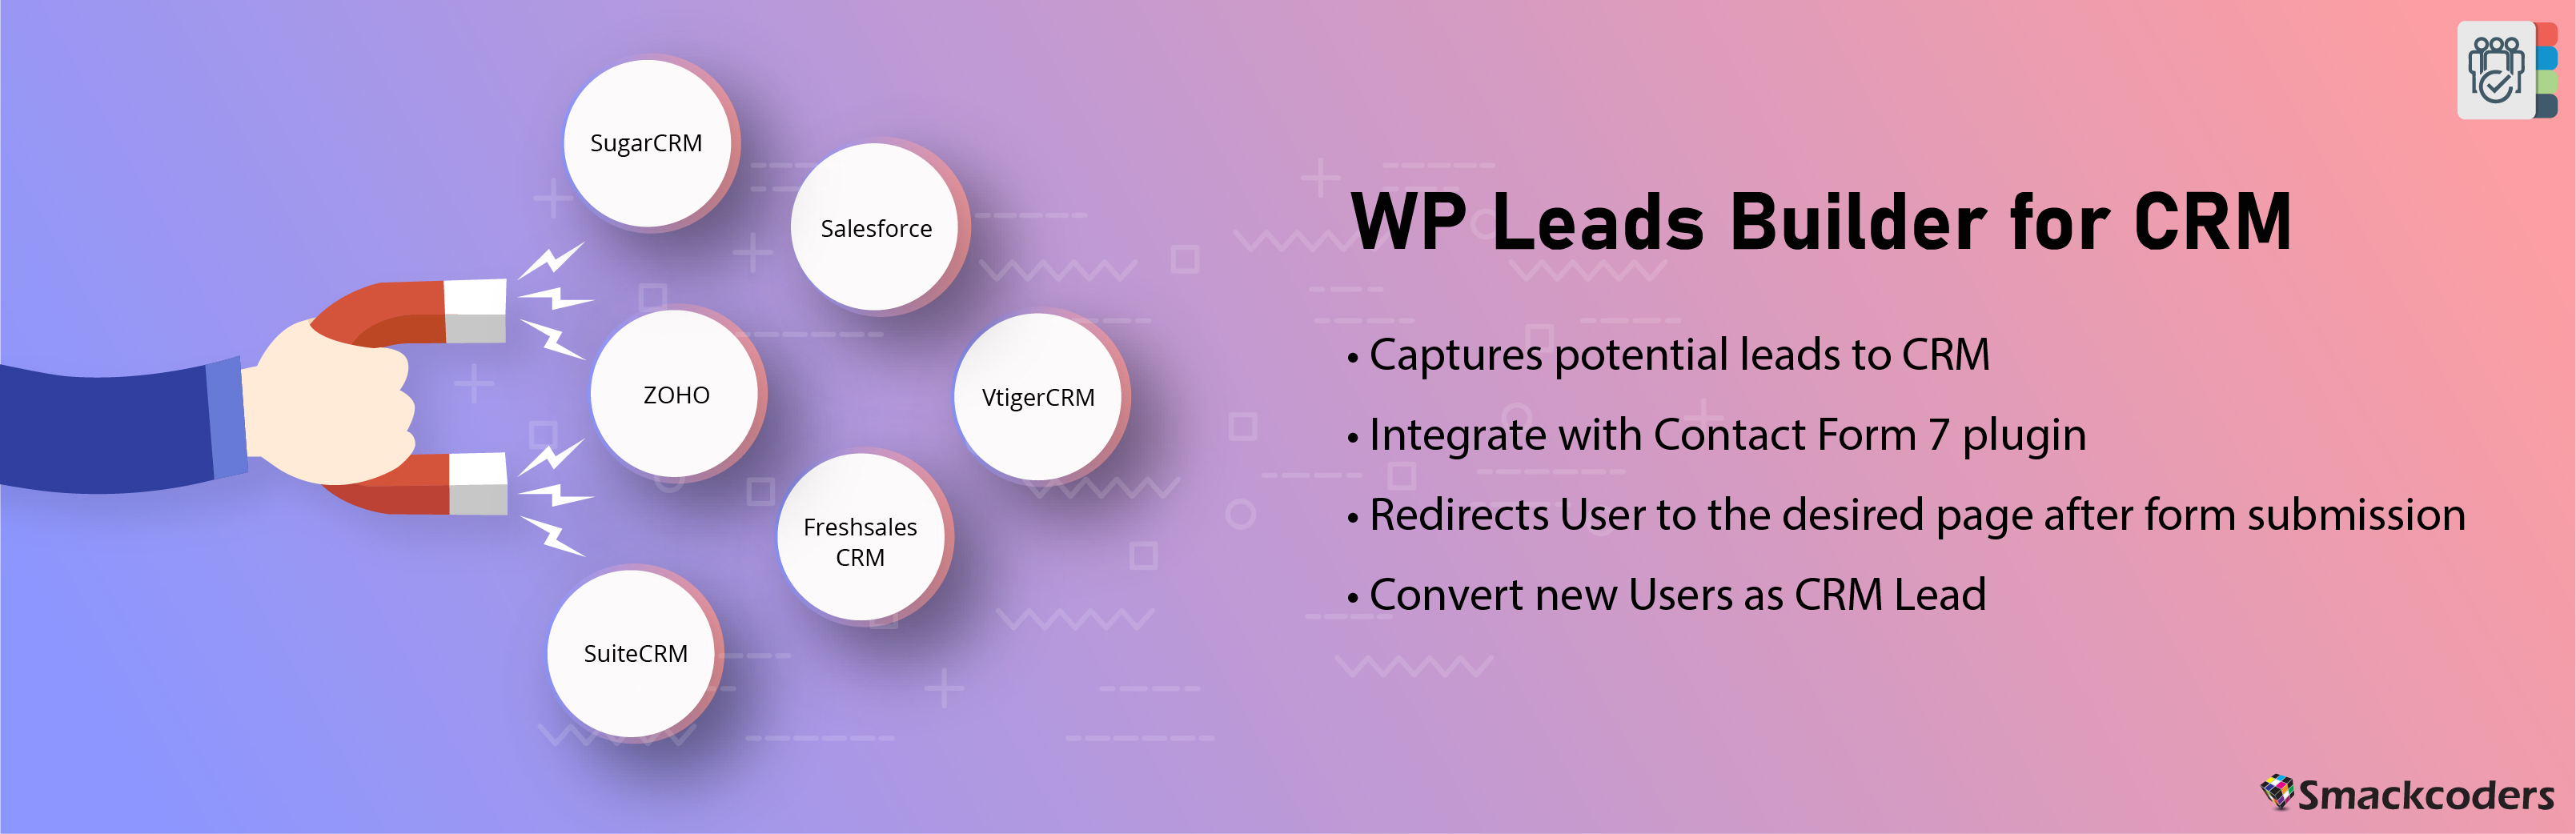 SugarCRM
Salesforce
ZOHO
VtigerCRM
Freshsales
CRM
SuiteCRM
WP Leads Builder for CRM
• Captures potential leads to CRM
• Integrate with Contact Form 7 plugin
• Redirects User to the desired page after form submission
• Convert new Users as CRM Lead
Smackcoders